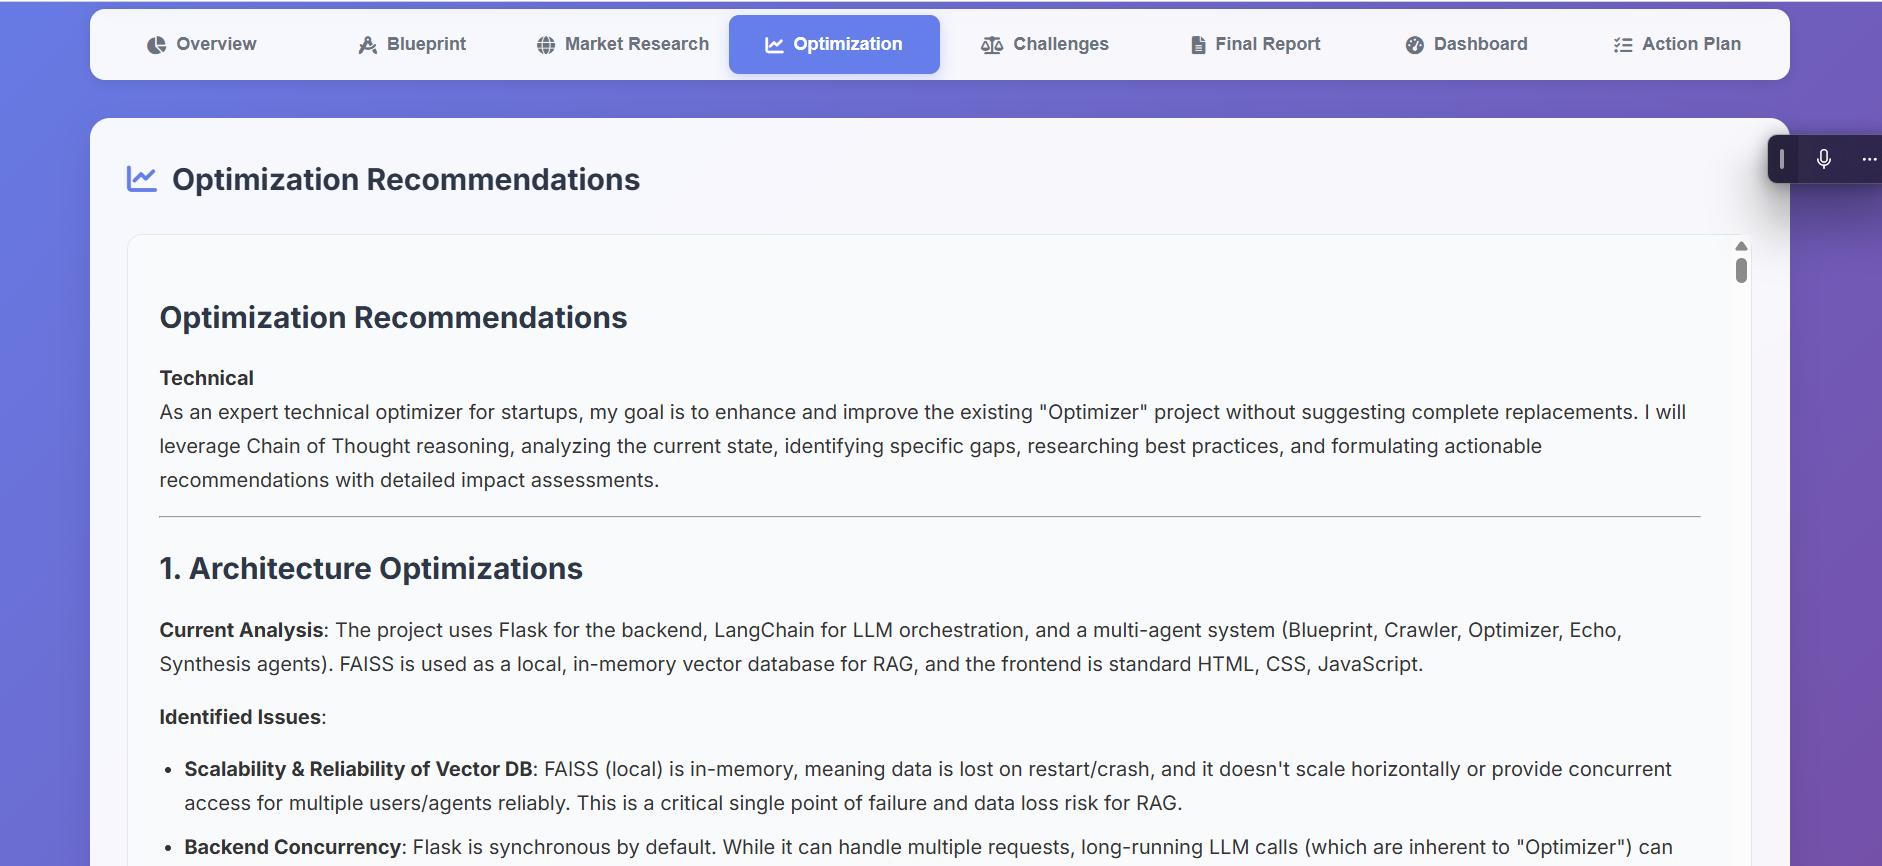 Overview Blueprint Market Research Optimization Challenges Final Report Dashboard Action Plan
Optimization Recommendations
Optimization Recommendations
Technical
As an expert technical optimizer for startups, my goal is to enhance and improve the existing "Optimizer" project without suggesting complete replacements. I will
leverage Chain of Thought reasoning, analyzing the current state, identifying specific gaps, researching best practices, and formulating actionable
recommendations with detailed impact assessments.
1. Architecture Optimizations
Current Analysis: The project uses Flask for the backend, LangChain for LLM orchestration, and a multi-agent system (Blueprint, Crawler, Optimizer, Echo,
Synthesis agents). FAISS is used as a local, in-memory vector database for RAG, and the frontend is standard HTML, CSS, JavaScript.
Identified Issues:
• Scalability & Reliability of Vector DB: FAISS (local) is in-memory, meaning data is lost on restart/crash, and it doesn't scale horizontally or provide concurrent
access for multiple users/agents reliably. This is a critical single point of failure and data loss risk for RAG.
• Backend Concurrency: Flask is synchronous by default. While it can handle multiple requests, long-running LLM calls (which are inherent to "Optimizer") can